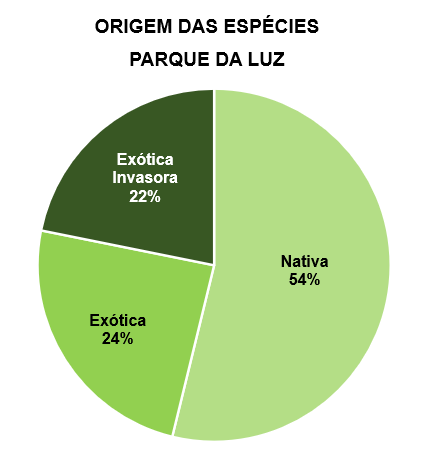 ORIGEM DAS ESPÉCIES
PARQUE DA LUZ
Exótica
Invasora
22%
Nativa
54%
Exótica
24%